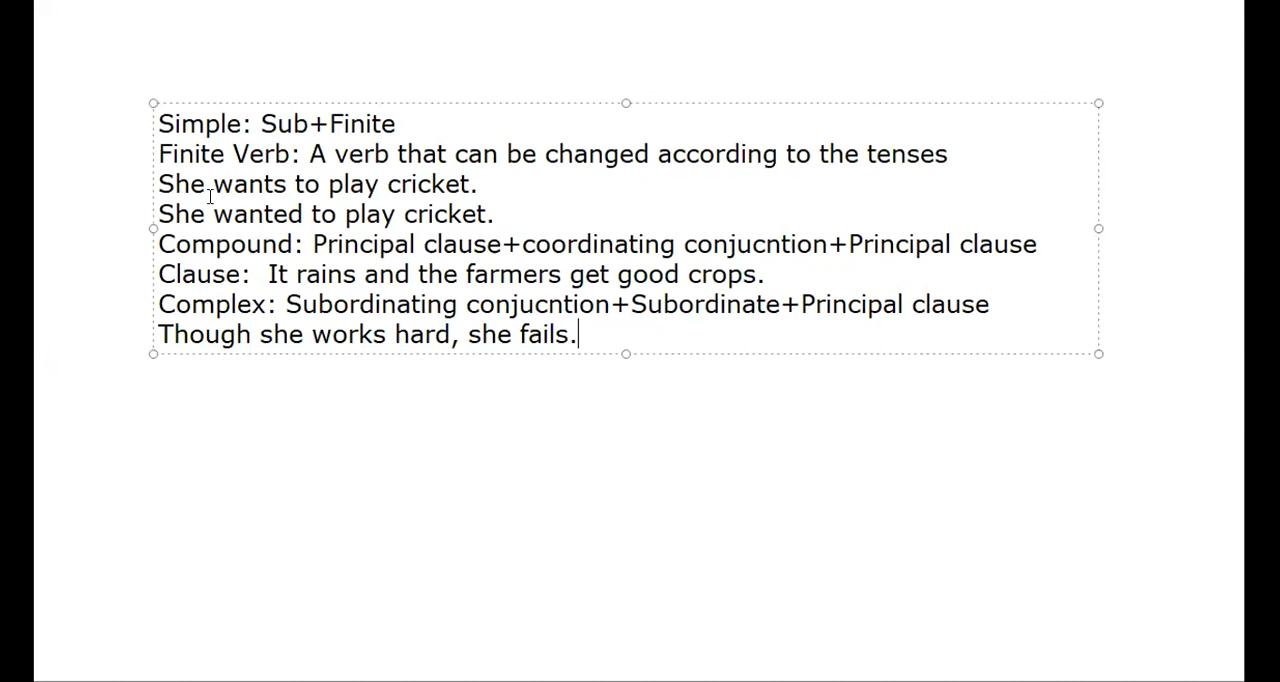 Simple: Sub+Finite
Finite Verb: A verb that can be changed according to the tenses
She wants to play cricket.
She wanted to play cricket.
Compound: Principal clause+coordinating conjucntion+Principal clause
Clause:  It rains and the farmers get good crops.
Complex: Subordinating conjucntion+Subordinate+Principal clause
Though she works hard, she fails.